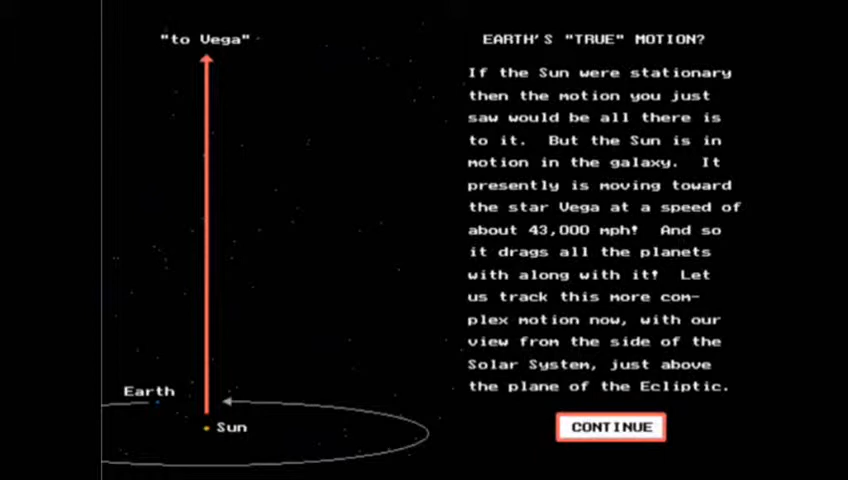 "to Vega"
EARTH'S "TRUE" MOTION?
If the Sun were stationary
then the motion you just
saw would be all there is
to it.  But the Sun is in
motion in the galaxy.  It
presently is moving toward
the star Vega at a speed of
about 43,000 mph!  And so
it drags all the planets
with along with it!  Let
us track this more com-
plex motion now, with our
view from the side of the
Solar System, just above
the plane of the Ecliptic.
Earth
Sun
CONTINUE